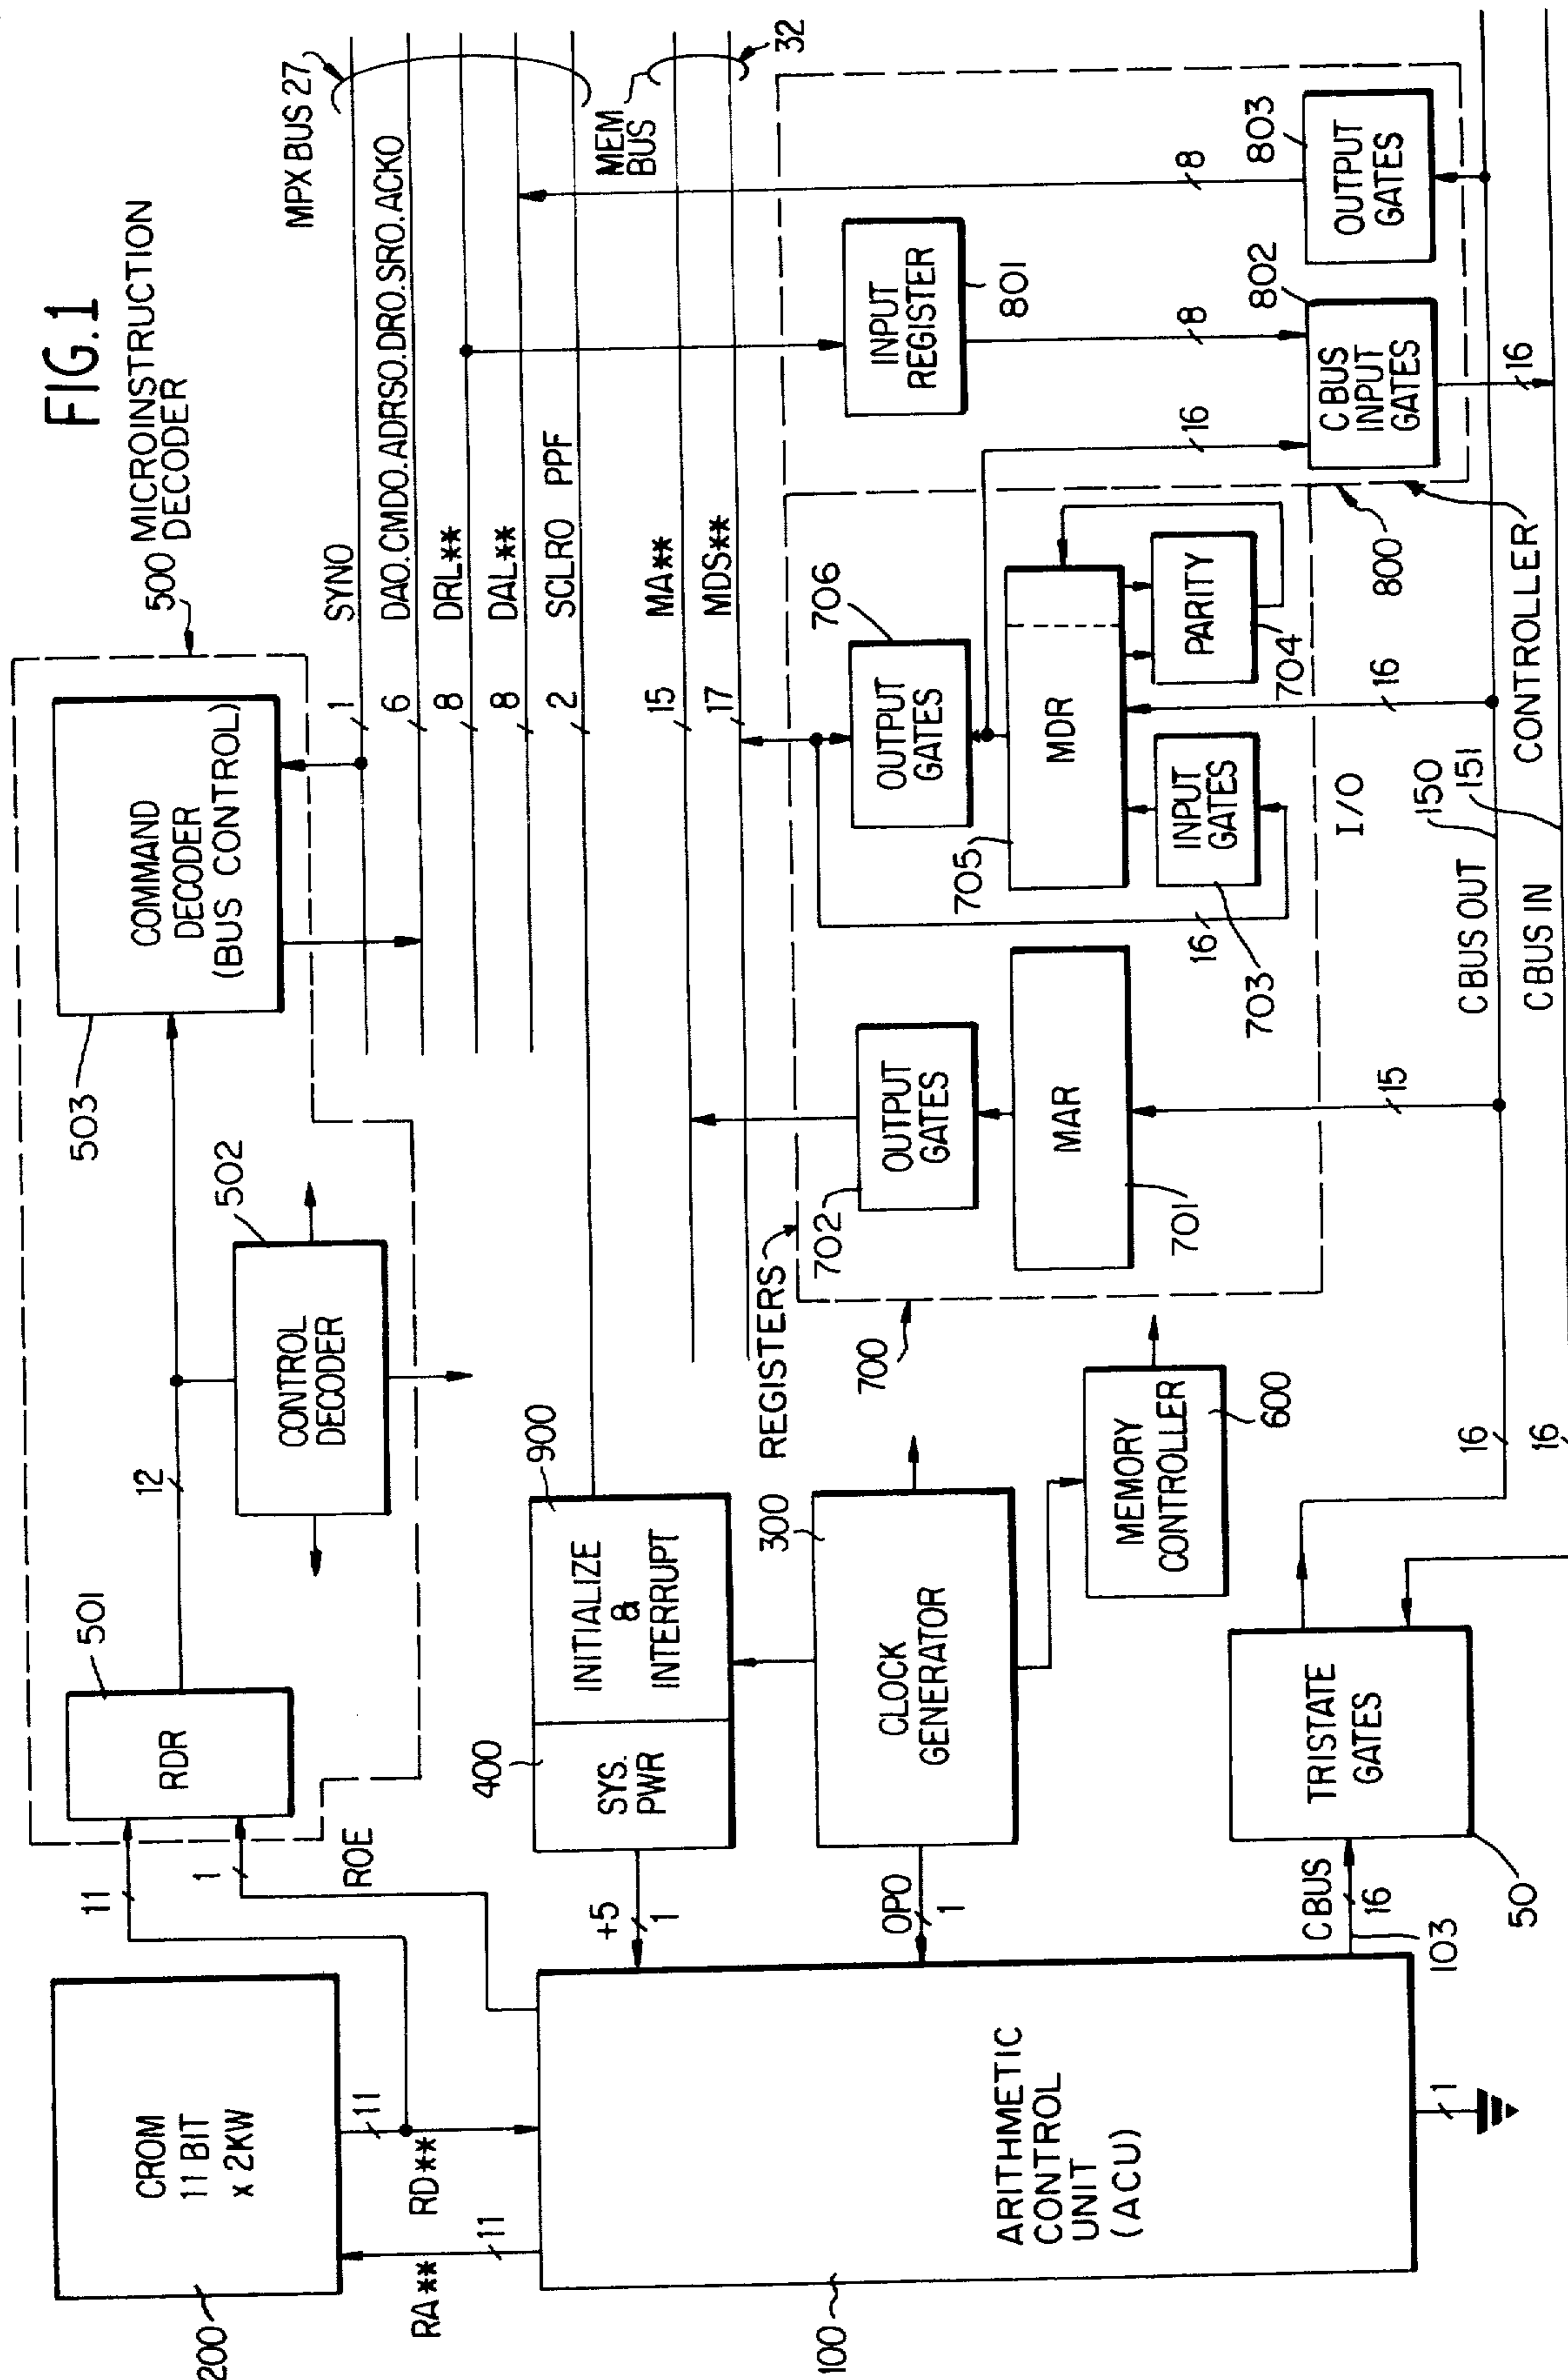 FIG.1
200
CROM
11 BIT
x 2KW
RA**
11
RD**
11
11
1
ROE
501
RDR
12
502
CONTROL
DECODER
503
COMMAND
DECODER
(BUS CONTROL)
500 MICROINSTRUCTION
DECODER
MPX BUS 27
1
SYNO
6
DAO.CMDO.ADRSO.DRO.SRO.ACKO
8
DRL**
8
DAL**
2
SCLRO PPF
MEM
BUS
32
15
MA**
17
MDS**
100
ARITHMETIC
CONTROL
UNIT
(ACU)
1
+5
1
400
SYS.
PWR
900
INITIALIZE
&
INTERRUPT
OPO
1
300
CLOCK
GENERATOR
MEMORY
CONTROLLER
600
CBUS
16
103
TRISTATE
GATES
50
16
16
REGISTERS
700
702
OUTPUT
GATES
MAR
701
15
706
OUTPUT
GATES
705
MDR
PARITY
704
INPUT
GATES
703
16
16
16
INPUT
REGISTER
801
8
802
C BUS
INPUT
GATES
16
8
803
OUTPUT
GATES
800
I/O
CONTROLLER
C BUS OUT
150
C BUS IN
151